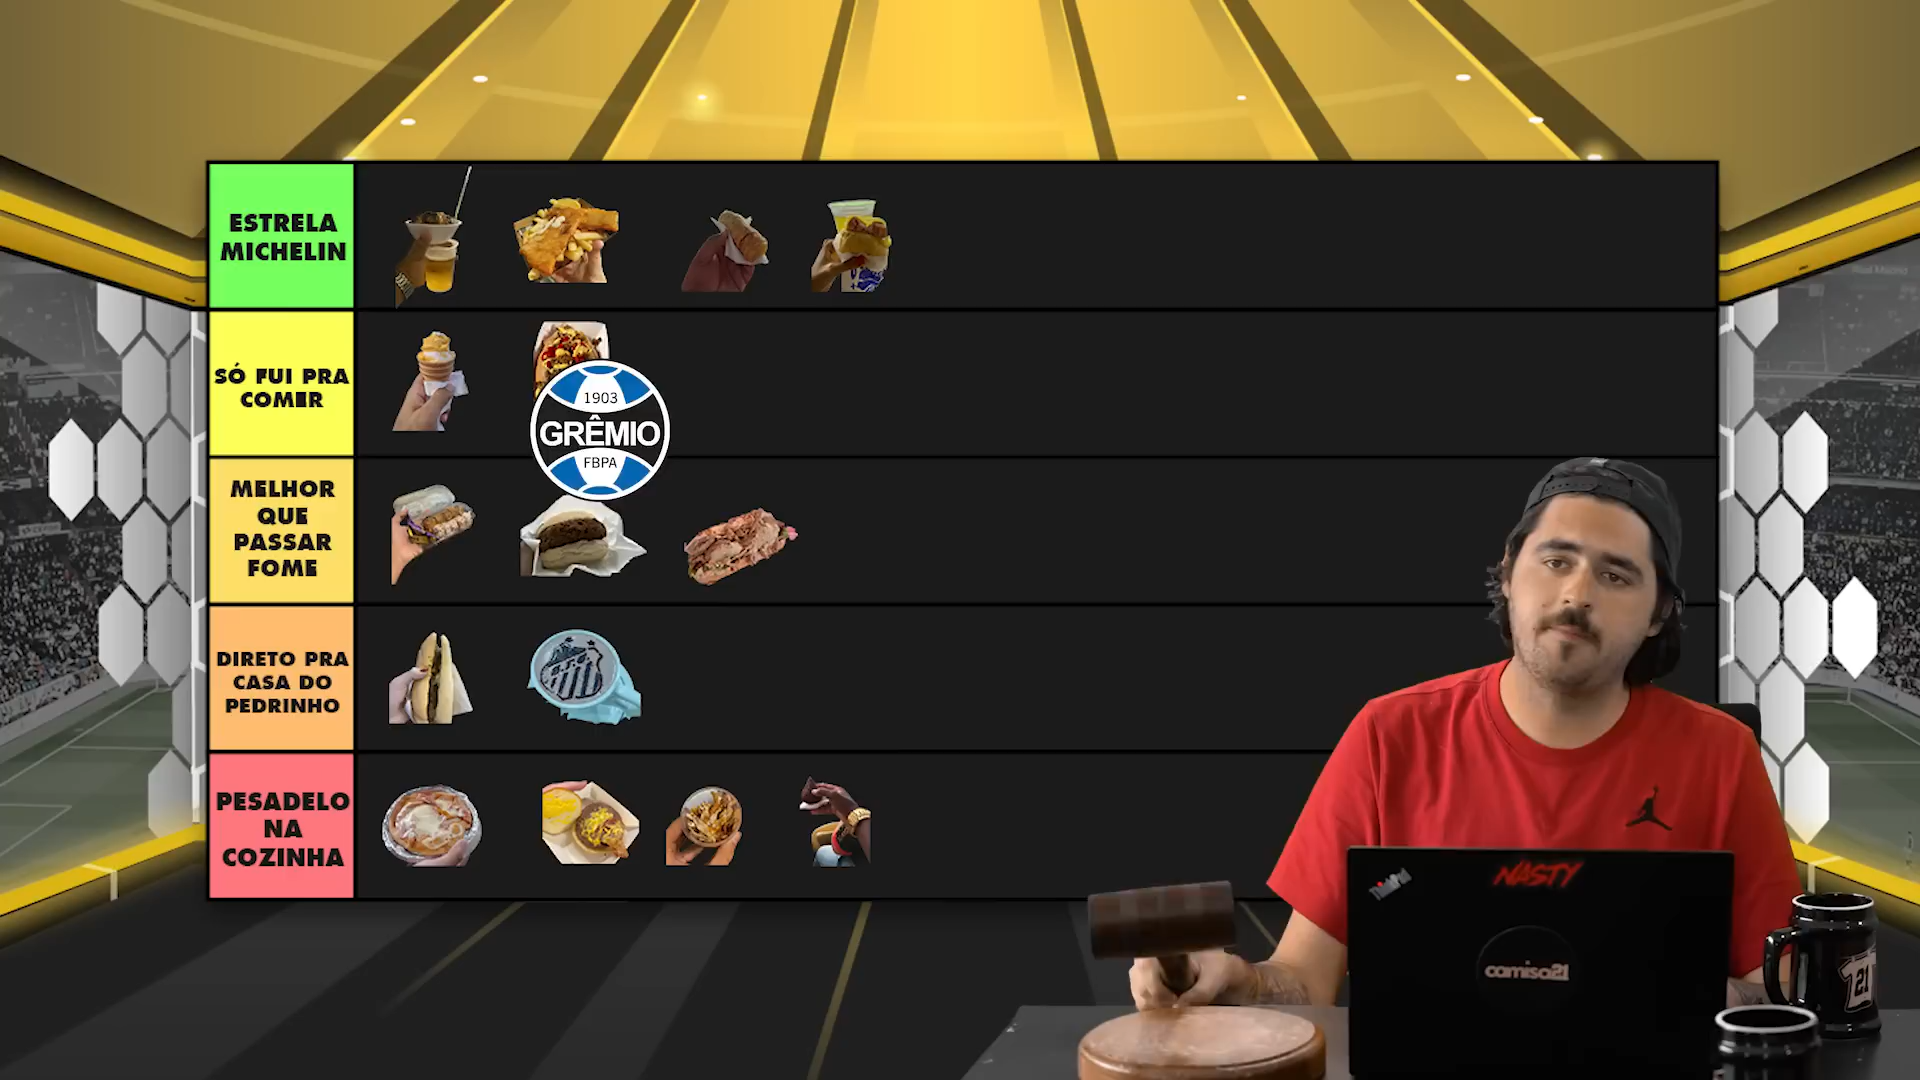 ESTRELA
MICHELIN
SÓ FUI PRA
COMER
1903
GRÊMIO
FBPA
MELHOR
QUE
PASSAR
FOME
DIRETO PRA
CASA DO
PEDRINHO
PESADELO
NA
COZINHA
NASTY
ThinkPad
camisa21
21